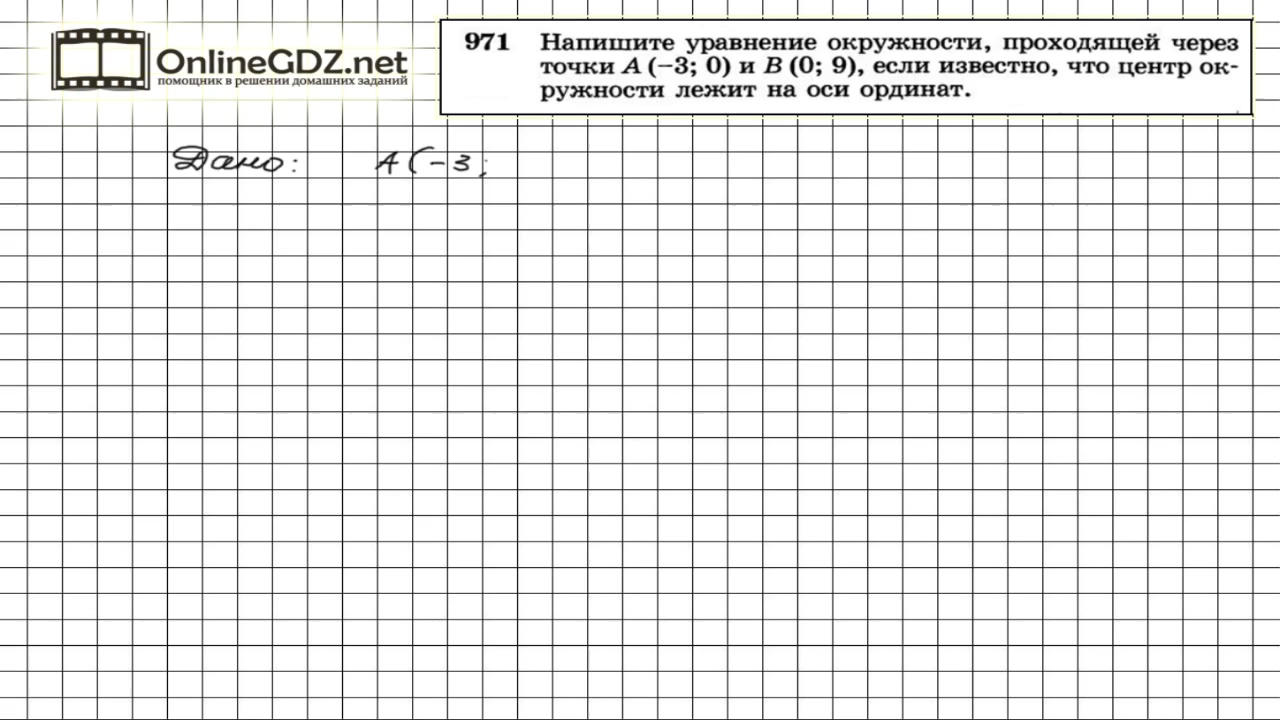 OnlineGDZ.net
помощник в решении домашних заданий
971 Напишите уравнение окружности, проходящей через
точки A (−3; 0) и B (0; 9), если известно, что центр ок-
ружности лежит на оси ординат.
Дано: A (−3;